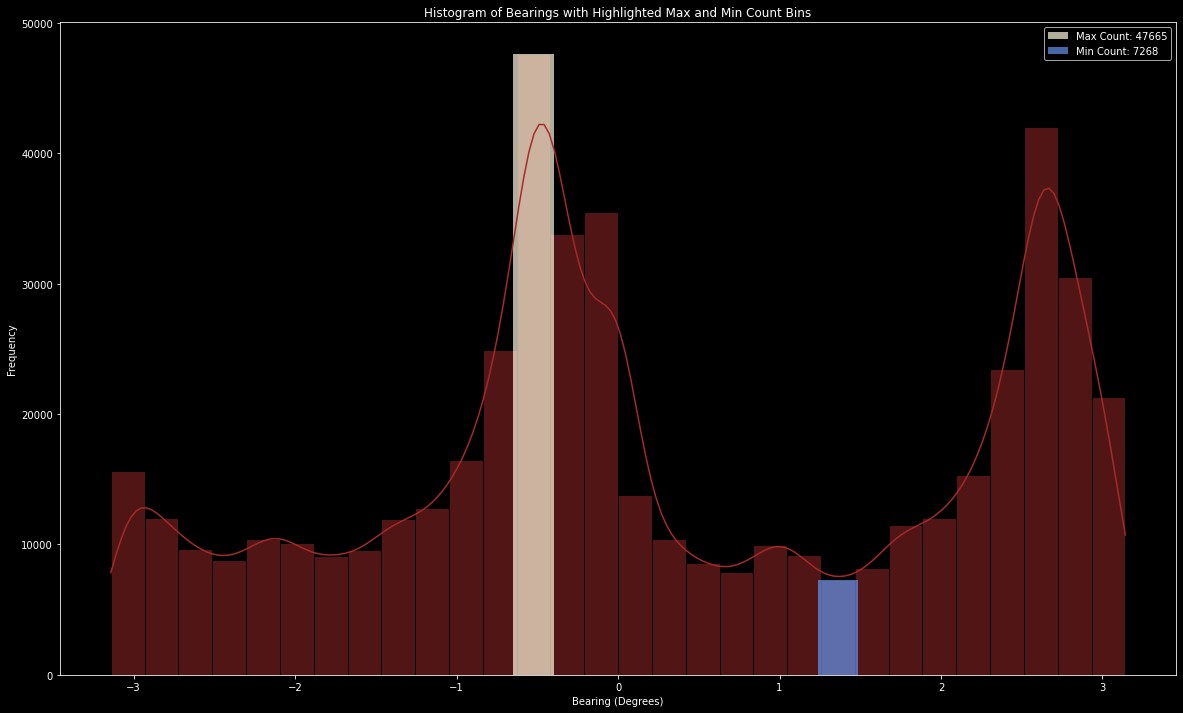 Histogram of Bearings with Highlighted Max and Min Count Bins
Max Count: 47665
Min Count: 7268
50000
40000
30000
20000
10000
0
Frequency
−3
−2
−1
0
1
2
3
Bearing (Degrees)